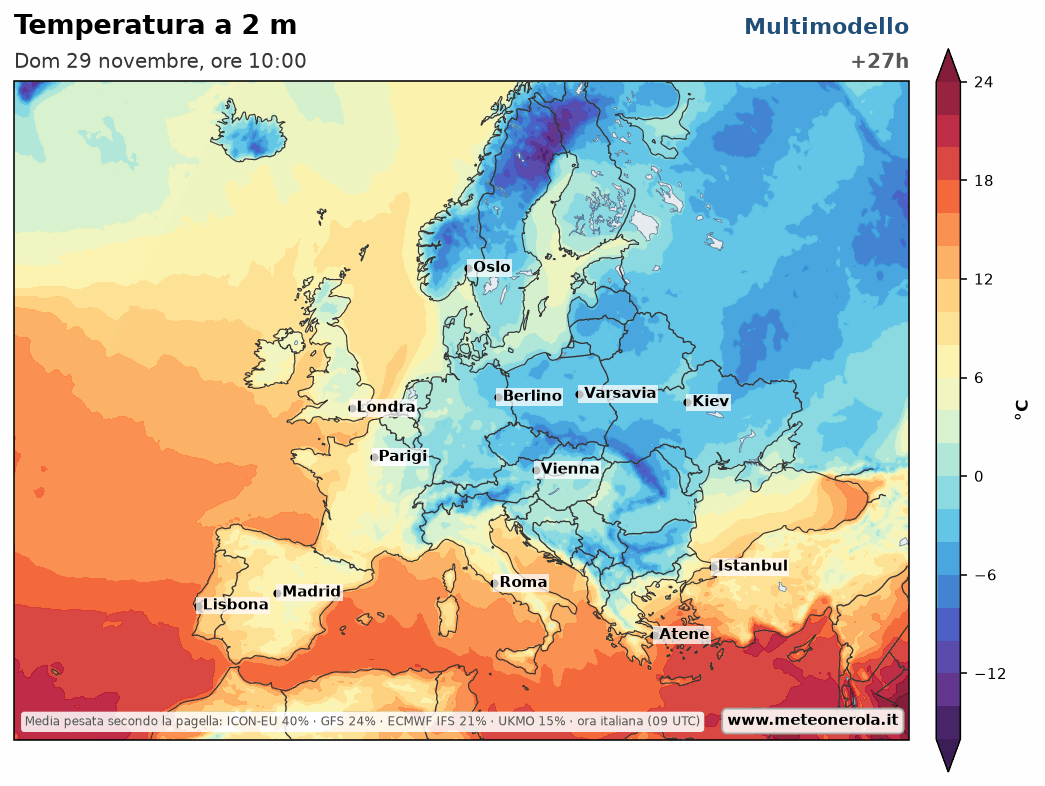 Temperatura a 2 m
Multimodello
Dom 29 novembre, ore 10:00
+27h
24
18
12
6
0
−6
−12
°C
Oslo
Berlino
Varsavia
Kiev
Londra
Parigi
Vienna
Istanbul
Roma
Madrid
Lisbona
Atene
Media pesata secondo la pagella: ICON-EU 40% · GFS 24% · ECMWF IFS 21% · UKMO 15% · ora italiana (09 UTC)
www.meteonerola.it